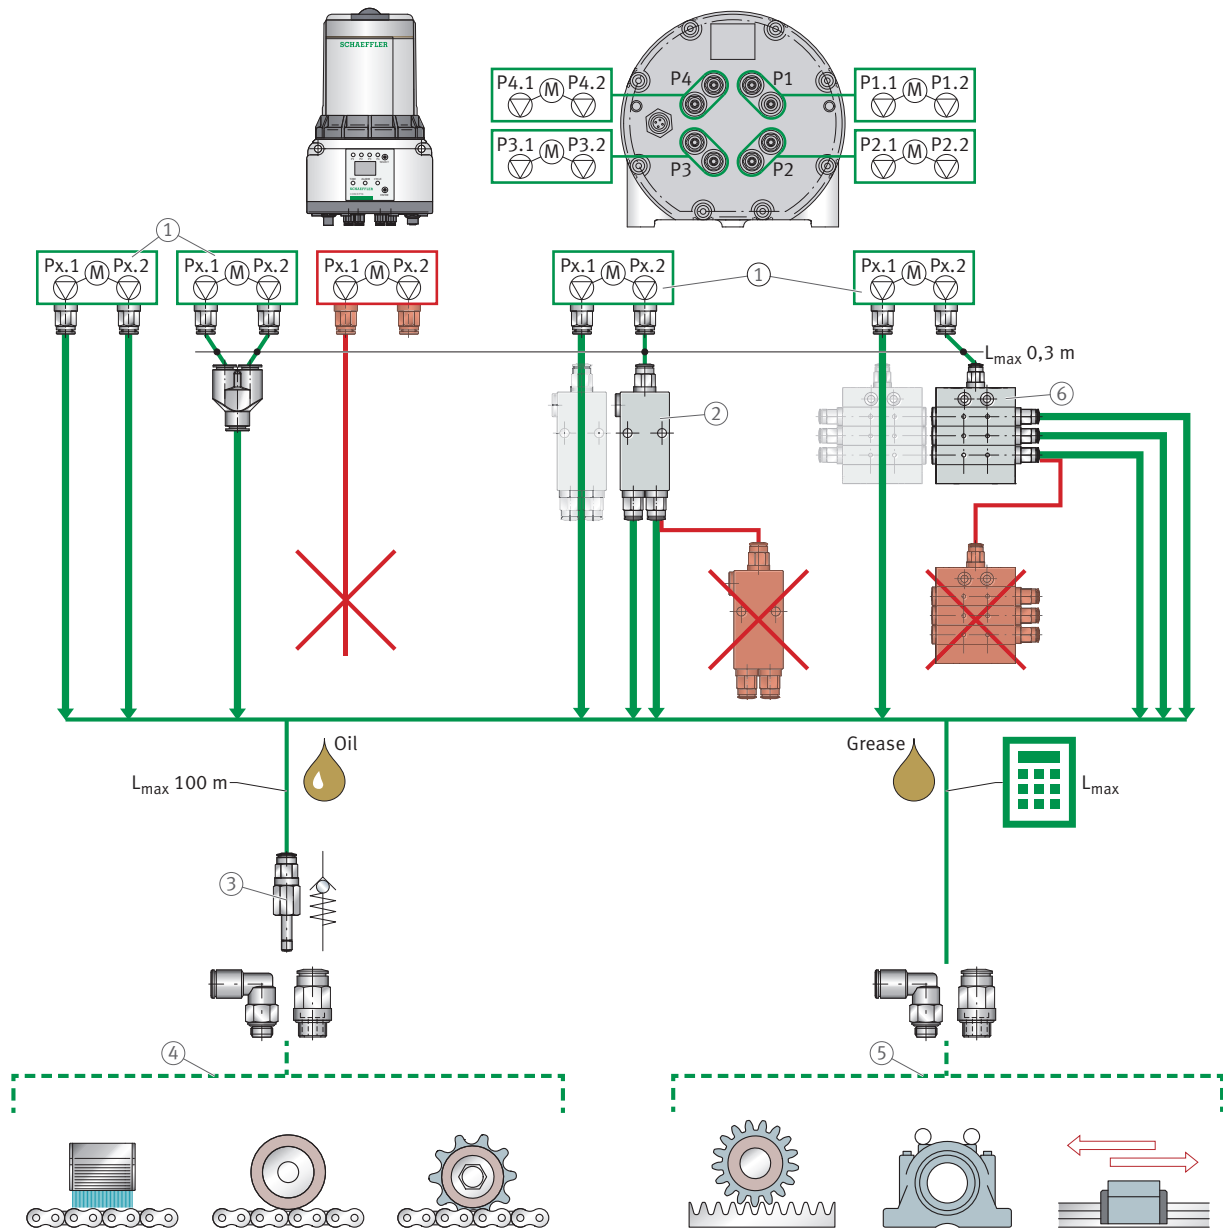 SCHAEFFLER
P4.1 M P4.2
P4 P1
P1.1 M P1.2
P3.1 M P3.2
P3 P2
P2.1 M P2.2
SCHAEFFLER
1
Px.1 M Px.2
Px.1 M Px.2
Px.1 M Px.2
Px.1 M Px.2
1
Px.1 M Px.2
Lmax 0,3 m
2
6
Oil
Grease
Lmax 100 m
Lmax
3
4
5